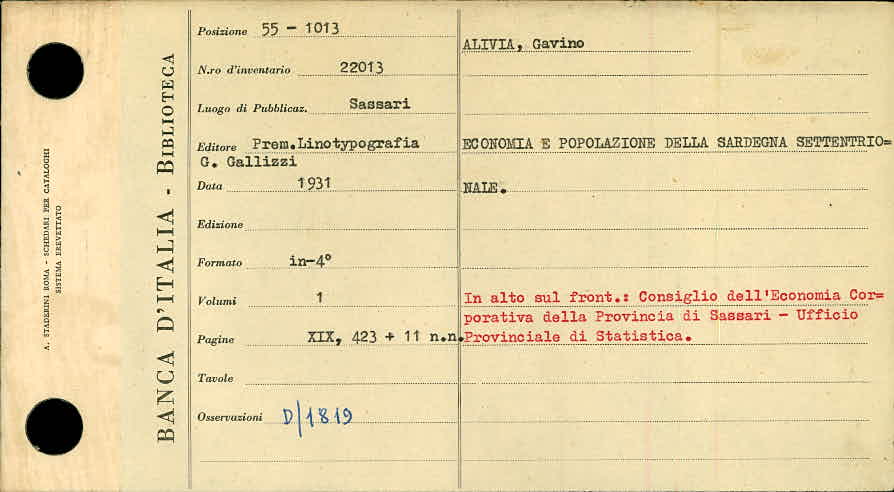 A. STADERINI ROMA - SCHEDARI PER CATALOGHI
SISTEMA BREVETTATO
BANCA D'ITALIA - BIBLIOTECA
Posizione 55 - 1013
N.ro d'inventario 22013
Luogo di Pubblicaz. Sassari
Editore Prem.Linotypografia
G. Gallizzi
Data 1931
Edizione
Formato in-4°
Volumi 1
Pagine XIX, 423 + 11 n.n.
Tavole
Osservazioni D/1819
ALIVIA, Gavino
ECONOMIA E POPOLAZIONE DELLA SARDEGNA SETTENTRIO=
NALE.
In alto sul front.: Consiglio dell'Economia Cor=
porativa della Provincia di Sassari - Ufficio
Provinciale di Statistica.